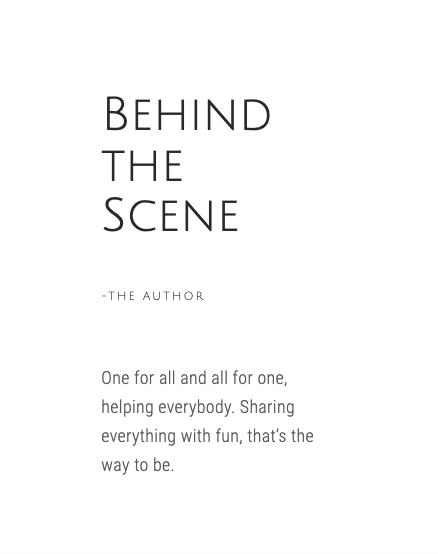 BEHIND
THE
SCENE
-THE AUTHOR
One for all and all for one,
helping everybody. Sharing
everything with fun, that's the
way to be.